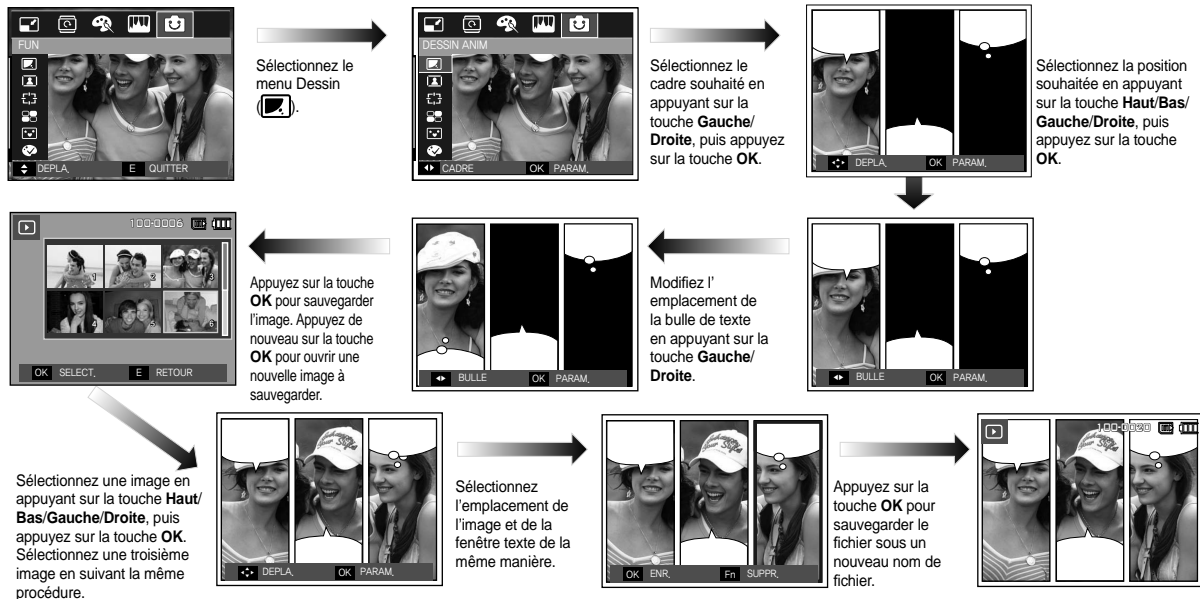 FUN
DEPLA.
E QUITTER
Sélectionnez le
menu Dessin
( ).
DESSIN ANIM
CADRE
OK PARAM.
Sélectionnez le
cadre souhaité en
appuyant sur la
touche Gauche/
Droite, puis appuyez
sur la touche OK.
DEPLA.
OK PARAM.
Sélectionnez la position
souhaitée en appuyant
sur la touche Haut/Bas/
Gauche/Droite, puis
appuyez sur la touche
OK.
BULLE
OK PARAM.
Modifiez l’
emplacement de
la bulle de texte
en appuyant sur la
touche Gauche/
Droite.
BULLE
OK PARAM.
Appuyez sur la touche
OK pour sauvegarder
l’image. Appuyez de
nouveau sur la touche
OK pour ouvrir une
nouvelle image à
sauvegarder.
100-0006
1
2
3
4
5
6
OK SELECT.
E RETOUR
Sélectionnez une image en
appuyant sur la touche Haut/
Bas/Gauche/Droite, puis
appuyez sur la touche OK.
Sélectionnez une troisième
image en suivant la même
procédure.
DEPLA.
OK PARAM.
Sélectionnez
l’emplacement de
l’image et de la
fenêtre texte de la
même manière.
OK ENR.
Fn SUPPR.
Appuyez sur la
touche OK pour
sauvegarder le
fichier sous un
nouveau nom de
fichier.
100-0020